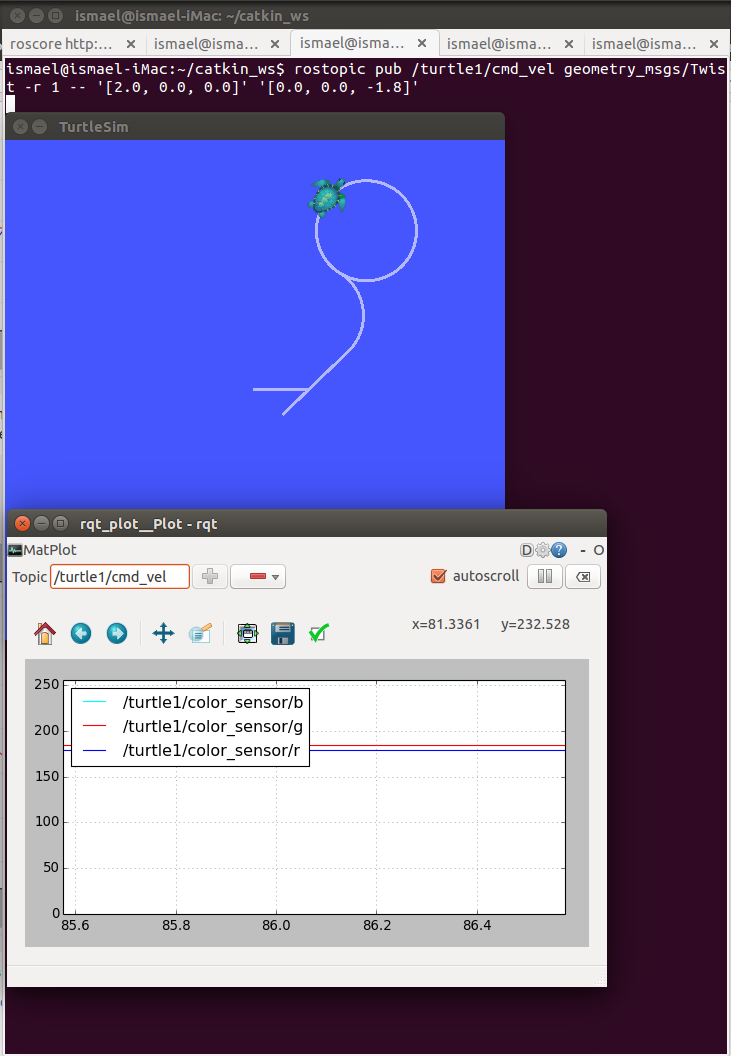 ismael@ismael-iMac: ~/catkin_ws
roscore http:... ismael@isma... ismael@isma... ismael@isma... ismael@isma...
ismael@ismael-iMac:~/catkin_ws$ rostopic pub /turtle1/cmd_vel geometry_msgs/Twis
t -r 1 -- '[2.0, 0.0, 0.0]' '[0.0, 0.0, -1.8]'
TurtleSim
rqt_plot__Plot - rqt
MatPlot D ? - O
Topic /turtle1/cmd_vel autoscroll
x=81.3361 y=232.528
250
200
150
100
50
0
/turtle1/color_sensor/b
/turtle1/color_sensor/g
/turtle1/color_sensor/r
85.6 85.8 86.0 86.2 86.4